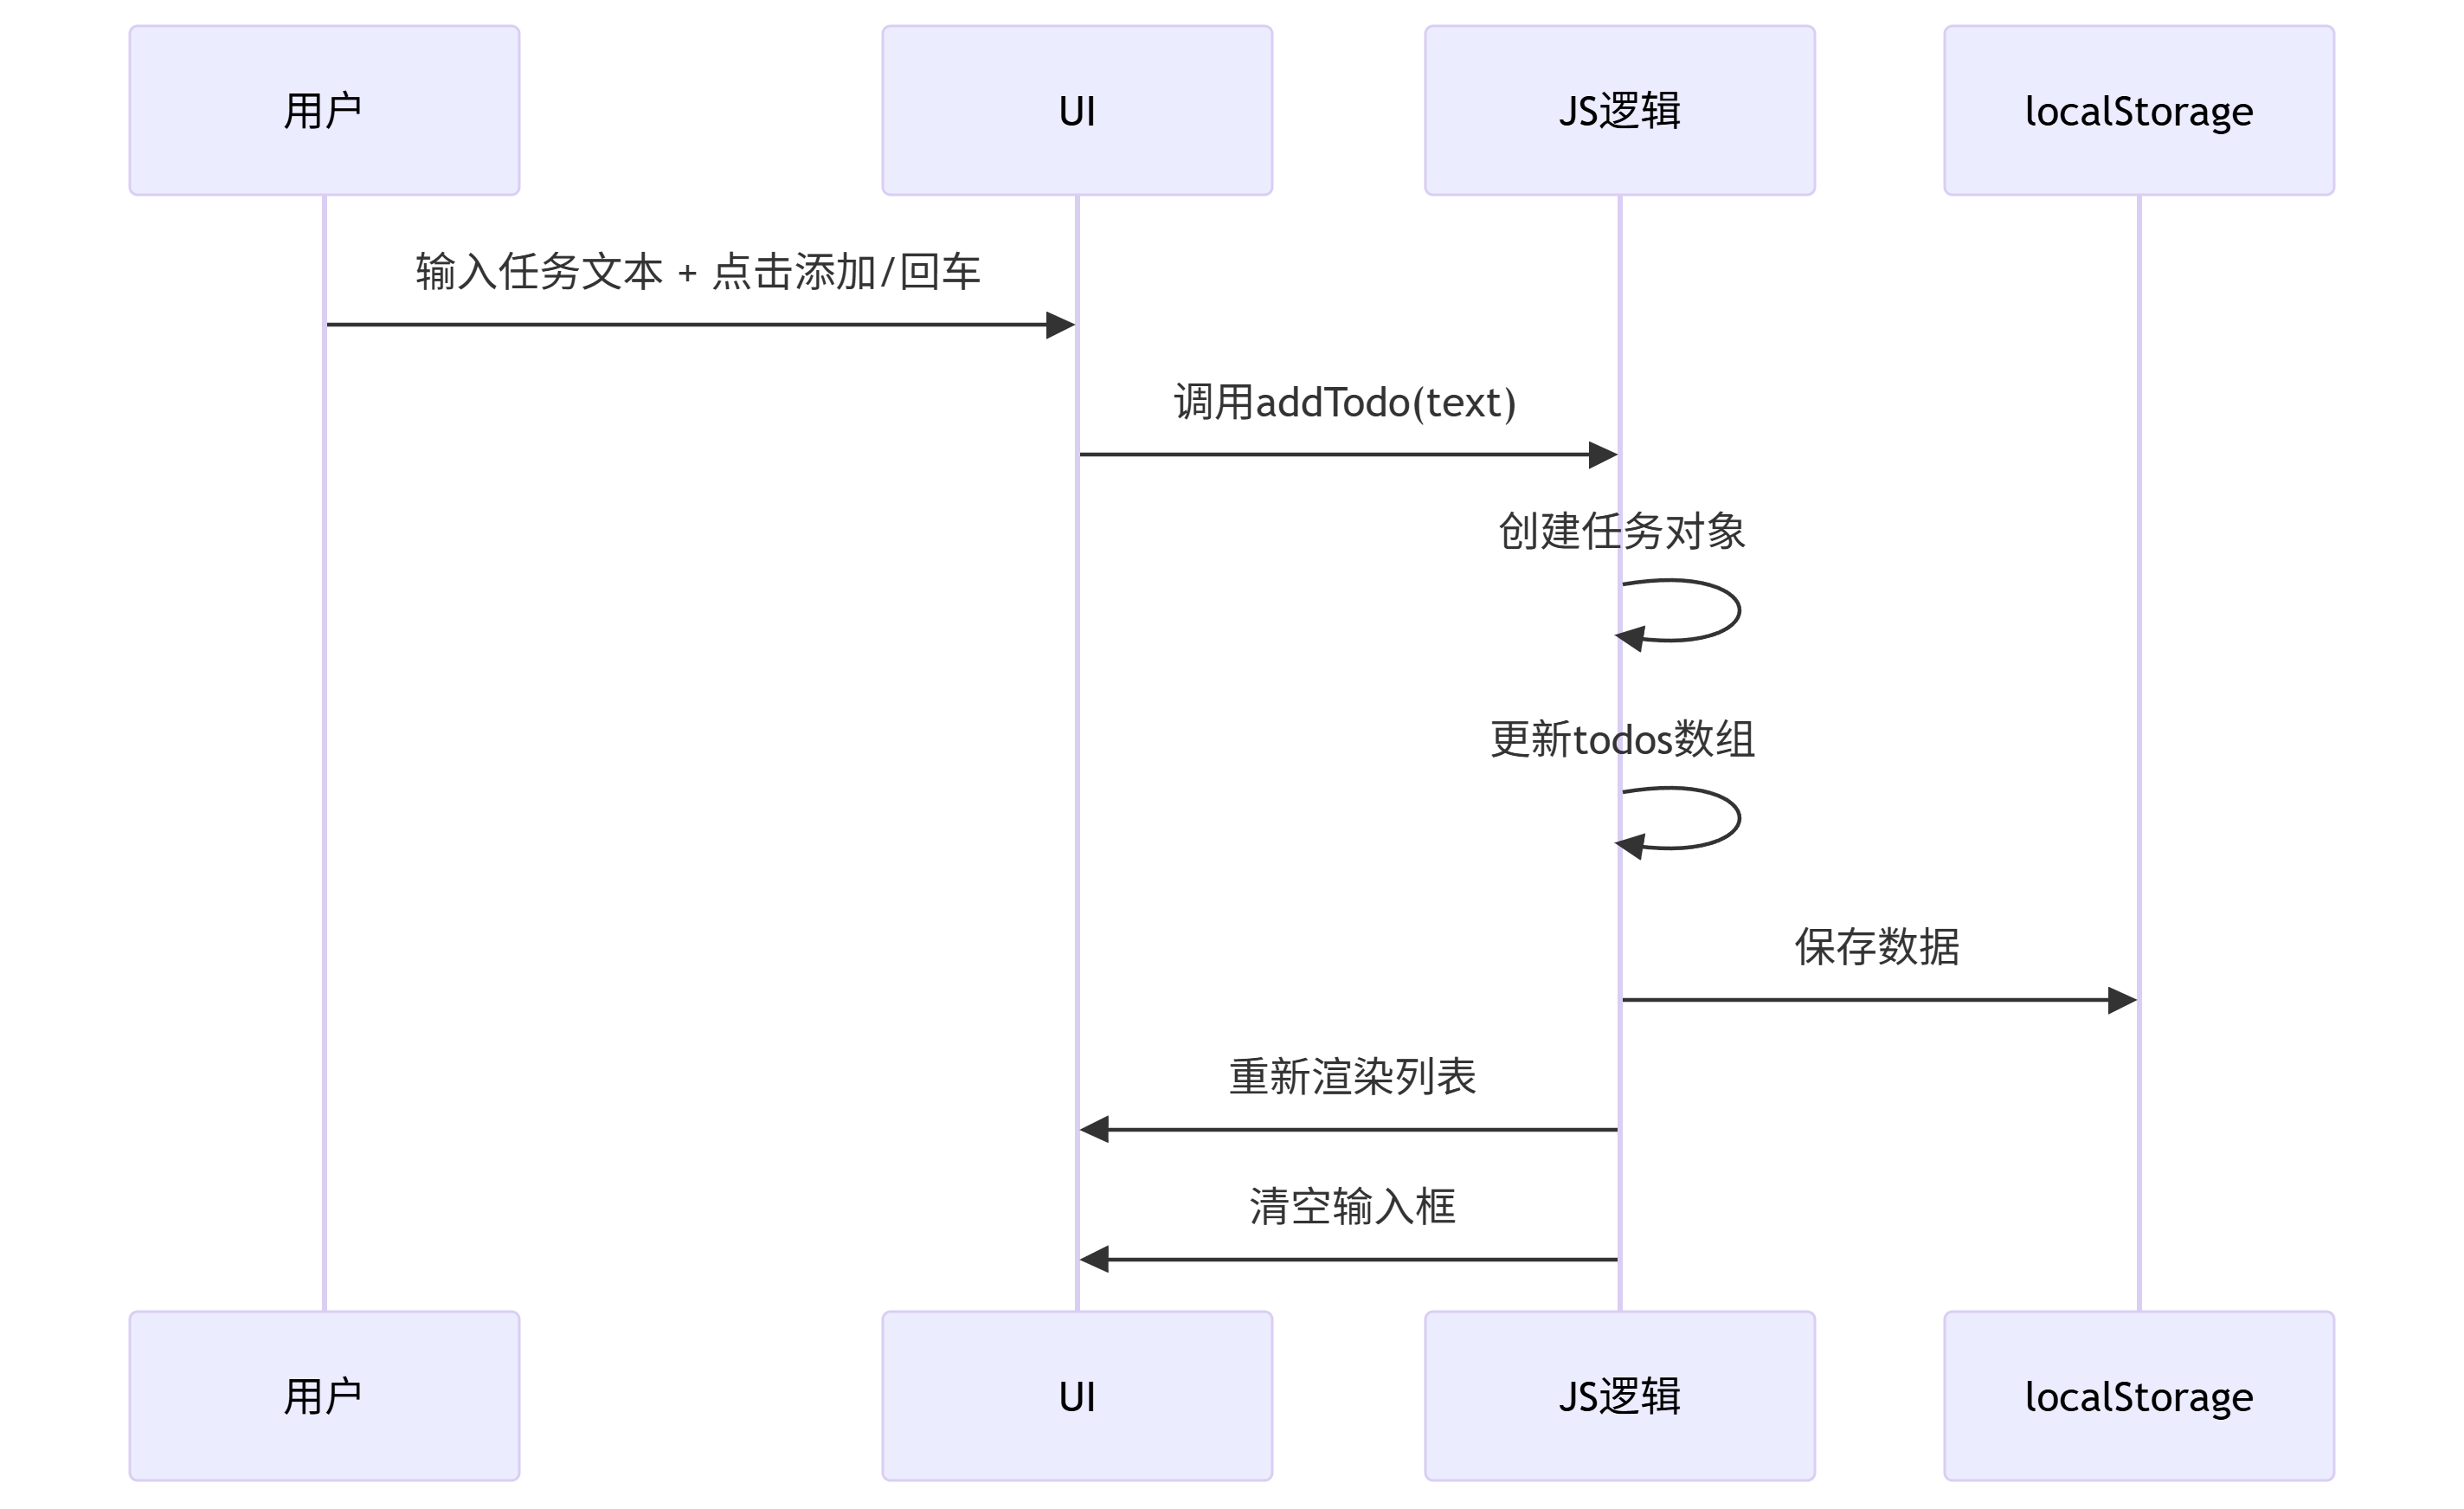 用户
UI
JS逻辑
localStorage
输入任务文本 + 点击添加/回车
调用addTodo(text)
创建任务对象
更新todos数组
保存数据
重新渲染列表
清空输入框
用户
UI
JS逻辑
localStorage